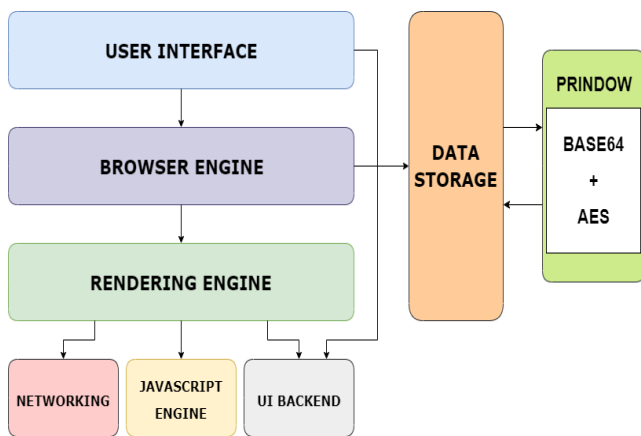 USER INTERFACE
BROWSER ENGINE
RENDERING ENGINE
NETWORKING
JAVASCRIPT
ENGINE
UI BACKEND
DATA
STORAGE
PRINDOW
BASE64
+
AES